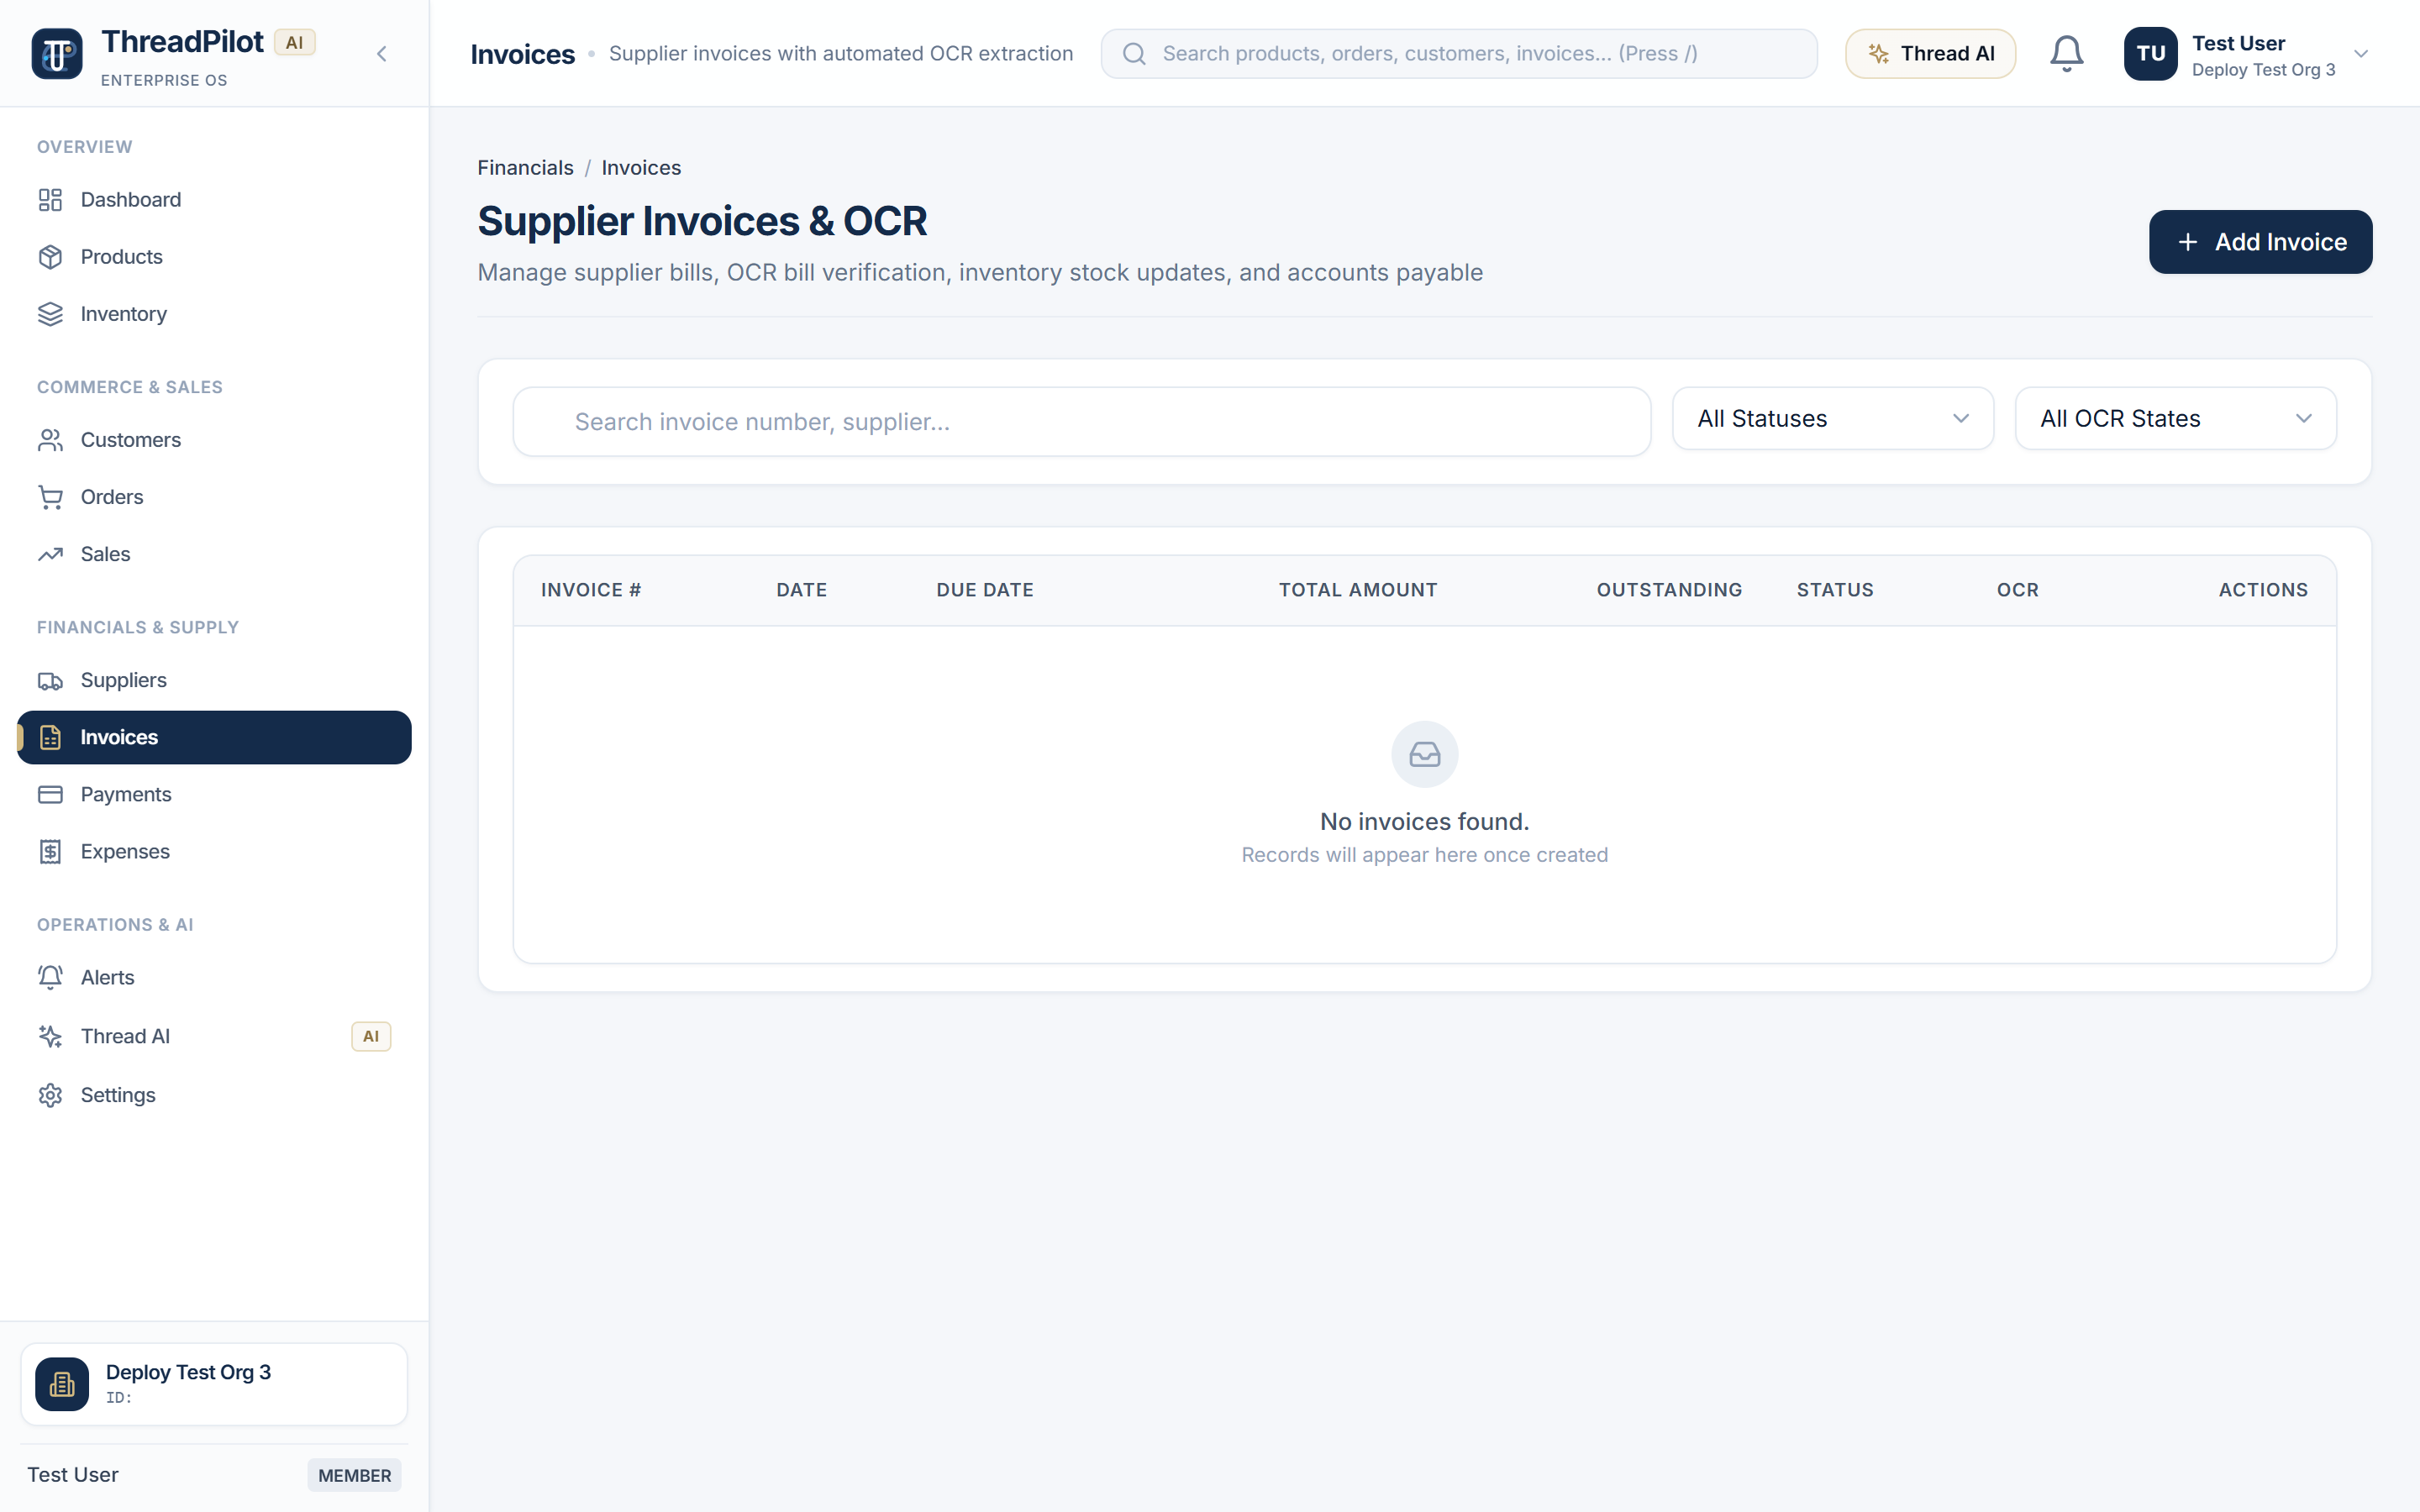 ThreadPilot AI
ENTERPRISE OS
OVERVIEW
Dashboard
Products
Inventory
COMMERCE & SALES
Customers
Orders
Sales
FINANCIALS & SUPPLY
Suppliers
Invoices
Payments
Expenses
OPERATIONS & AI
Alerts
Thread AI AI
Settings
Deploy Test Org 3
ID:
Test User MEMBER
Invoices • Supplier invoices with automated OCR extraction
Search products, orders, customers, invoices... (Press /)
Thread AI
TU
Test User
Deploy Test Org 3
Financials / Invoices
Supplier Invoices & OCR
Manage supplier bills, OCR bill verification, inventory stock updates, and accounts payable
+ Add Invoice
Search invoice number, supplier...
All Statuses
All OCR States
INVOICE # DATE DUE DATE TOTAL AMOUNT OUTSTANDING STATUS OCR ACTIONS
No invoices found.
Records will appear here once created